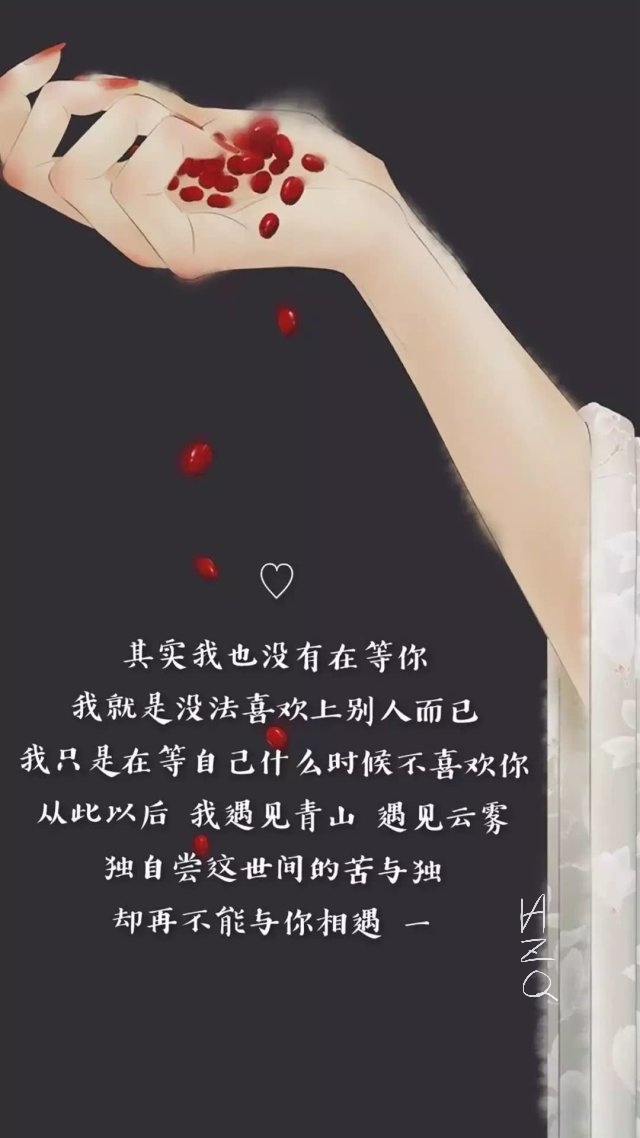 其实我也没有在等你
我就是没法喜欢上别人而已
我只是在等自己什么时候不喜欢你
从此以后 我遇见青山 遇见云雾
独自尝这世间的苦与独
却再不能与你相遇 一
HZQ